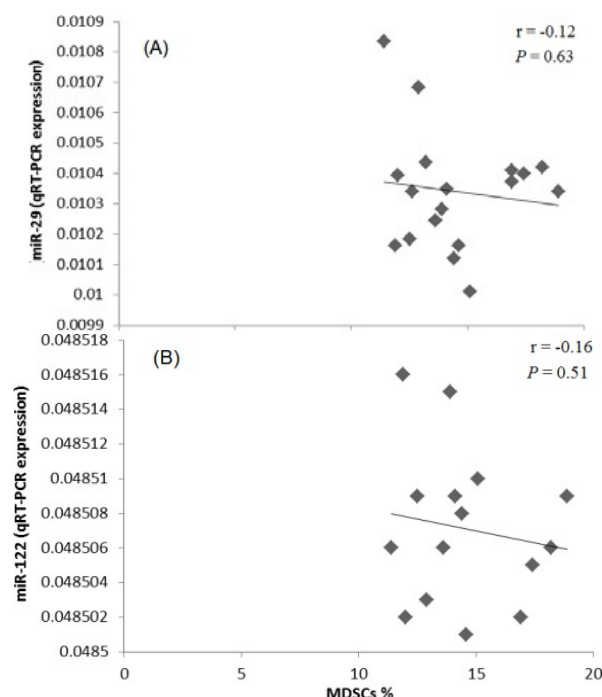 0.0109
0.0108
0.0107
0.0106
0.0105
0.0104
0.0103
0.0102
0.0101
0.01
0.0099
miR-29 (qRT-PCR expression)
(A)
r = -0.12
P = 0.63
0.048518
0.048516
0.048514
0.048512
0.04851
0.048508
0.048506
0.048504
0.048502
0.0485
miR-122 (qRT-PCR expression)
(B)
r = -0.16
P = 0.51
0 5 10 15 20
MDSCs %